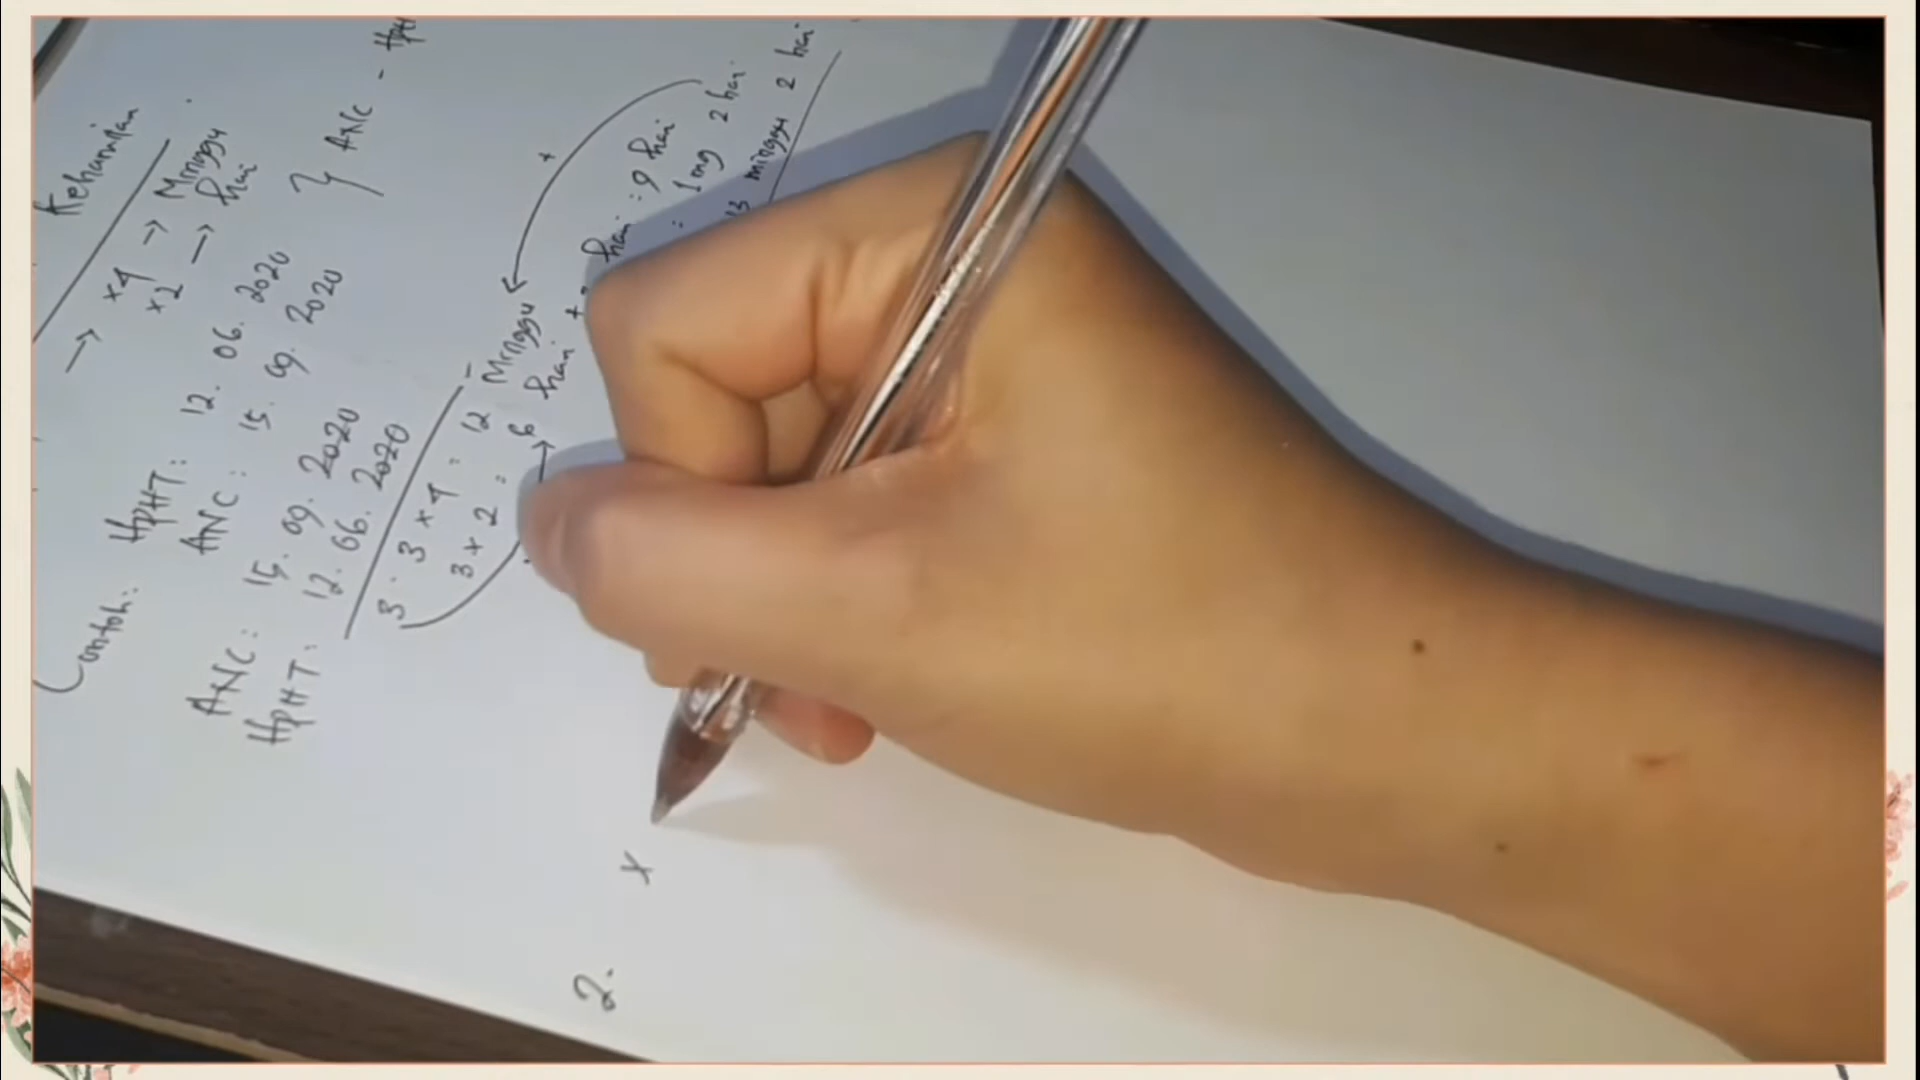 Kehamilan
→ x4 → Minggu
x2 → hari
Contoh: HPHT: 12. 06. 2020
ANC: 15. 09. 2020
} ANC -
ANC: 15. 09. 2020
HPHT: 12. 06. 2020 -
3. 3 x 4 = 12 Minggu
3 x 2 = 6 hari +
hari : 9 hari
: 1 mg 2 hari +
13 minggu 2 hari
2. x